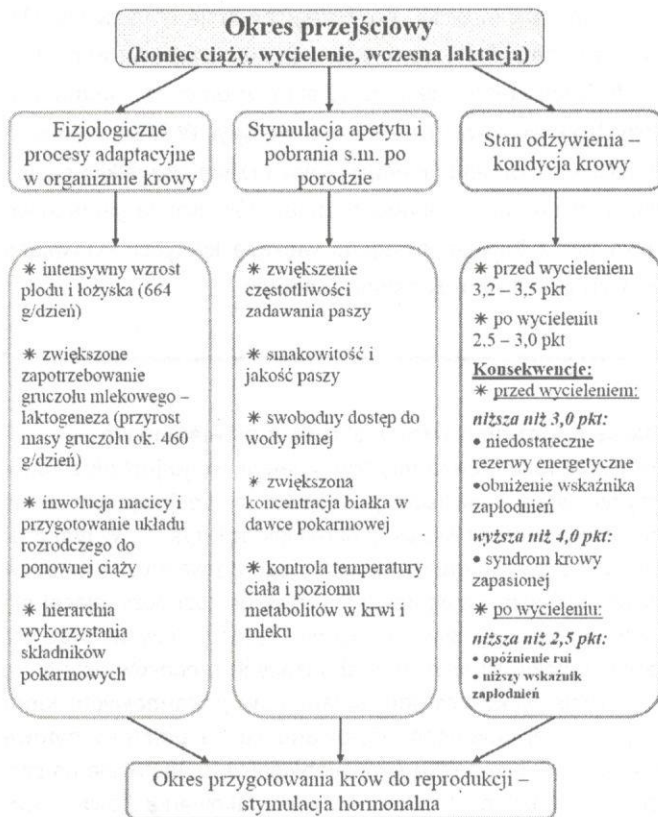 Okres przejściowy
(koniec ciąży, wycielenie, wczesna laktacja)
Fizjologiczne
procesy adaptacyjne
w organizmie krowy
Stymulacja apetytu i
pobrania s.m. po
porodzie
Stan odżywienia –
kondycja krowy
✳ intensywny wzrost
płodu i łożyska (664
g/dzień)
✳ zwiększone
zapotrzebowanie
gruczołu mlekowego –
laktogeneza (przyrost
masy gruczołu ok. 460
g/dzień)
✳ inwolucja macicy i
przygotowanie układu
rozrodczego do
ponownej ciąży
✳ hierarchia
wykorzystania
składników
pokarmowych
✳ zwiększenie
częstotliwości
zadawania paszy
✳ smakowitość i
jakość paszy
✳ swobodny dostęp do
wody pitnej
✳ zwiększona
koncentracja białka w
dawce pokarmowej
✳ kontrola temperatury
ciała i poziomu
metabolitów w krwi i
mleku
✳ przed wycieleniem
3,2 – 3,5 pkt
✳ po wycieleniu
2.5 – 3,0 pkt
Konsekwencje:
✳ przed wycieleniem:
niższa niż 3,0 pkt:
• niedostateczne
rezerwy energetyczne
•obniżenie wskaźnika
zapłodnień
wyższa niż 4,0 pkt:
• syndrom krowy
zapasionej
✳ po wycieleniu:
niższa niż 2,5 pkt:
• opóźnienie rui
• niższy wskaźnik
zapłodnień
Okres przygotowania krów do reprodukcji –
stymulacja hormonalna